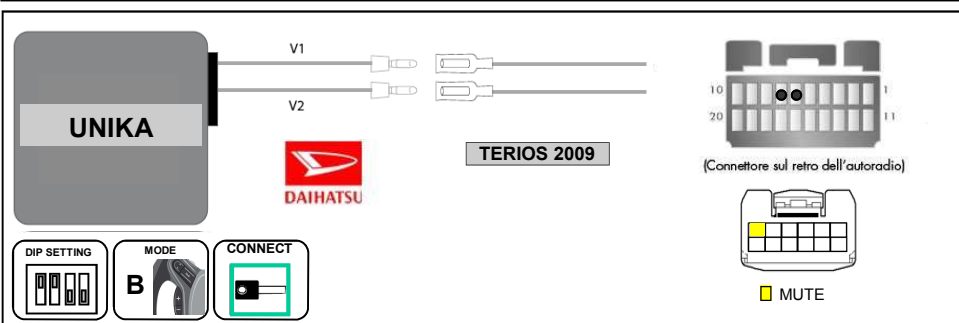 V1
V2
UNIKA
DAIHATSU
TERIOS 2009
10
1
20
11
(Connettore sul retro dell'autoradio)
DIP SETTING
MODE
B
CONNECT
MUTE